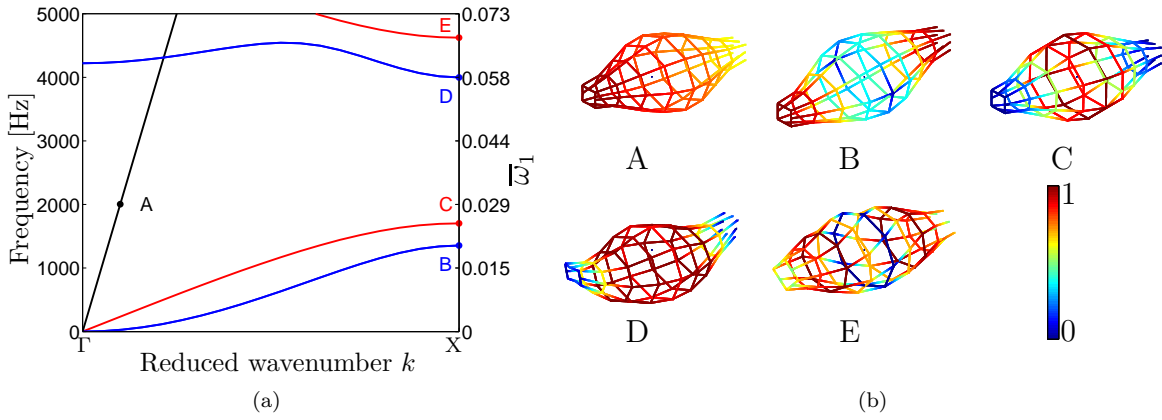 5000
4000
3000
2000
1000
0
Frequency [Hz]
Γ
X
Reduced wavenumber k
E
D
A
C
B
0.073
0.058
0.044
0.029
0.015
0
ω̅₁
(a)
A
B
C
D
E
1
0
(b)